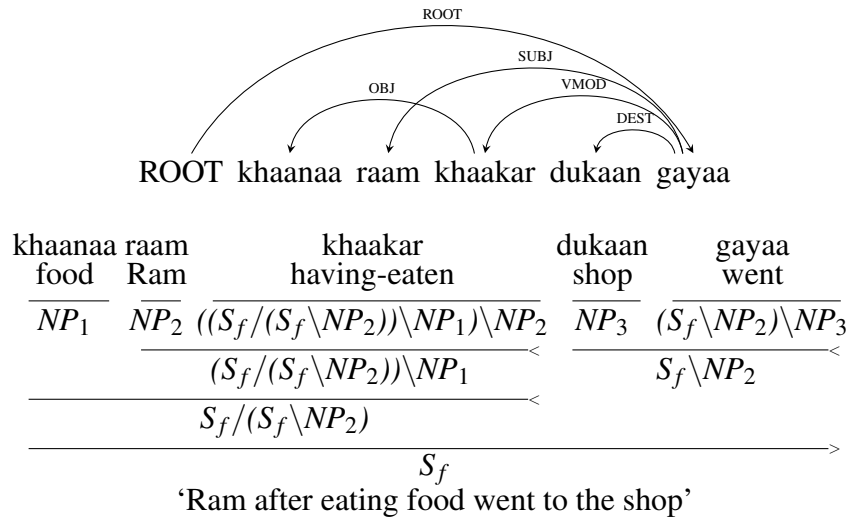 ROOT
SUBJ
OBJ VMOD
DEST
ROOT khaanaa raam khaakar dukaan gayaa
khaanaa raam khaakar dukaan gayaa
food Ram having-eaten shop went
NP₁ NP₂ ((S_f/(S_f\NP₂))\NP₁)\NP₂ NP₃ (S_f\NP₂)\NP₃
< <
(S_f/(S_f\NP₂))\NP₁ S_f\NP₂
<
S_f/(S_f\NP₂)
>
S_f
‘Ram after eating food went to the shop’